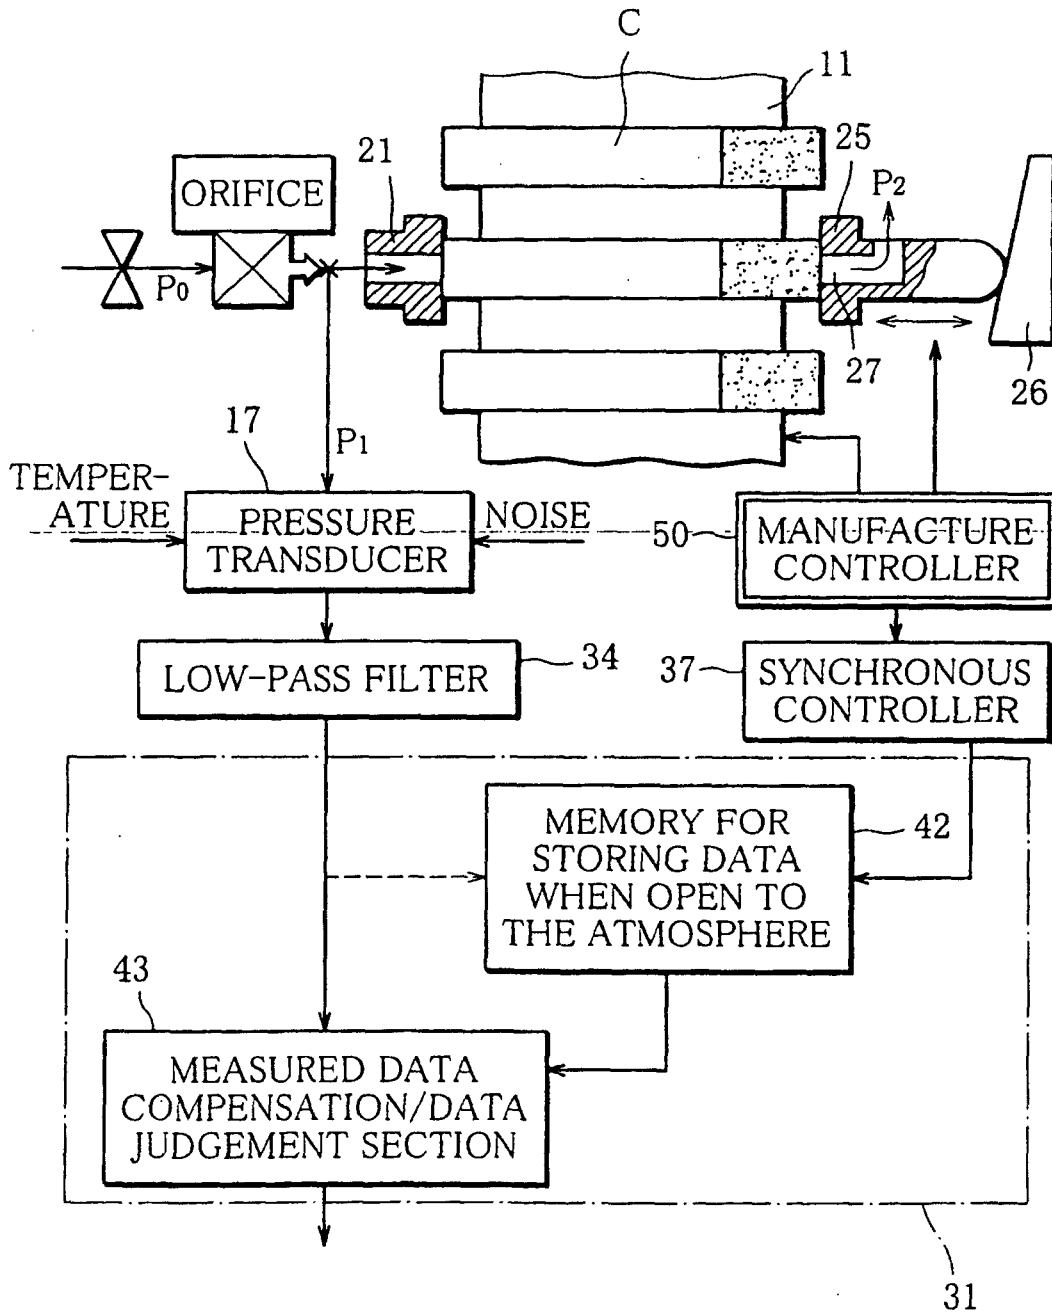 C
11
21
25
ORIFICE
P2
P0
27
26
17
P1
TEMPER-
ATURE
PRESSURE
TRANSDUCER
NOISE
50
MANUFACTURE
CONTROLLER
LOW-PASS FILTER
34
37
SYNCHRONOUS
CONTROLLER
MEMORY FOR
STORING DATA
WHEN OPEN TO
THE ATMOSPHERE
42
43
MEASURED DATA
COMPENSATION/DATA
JUDGEMENT SECTION
31